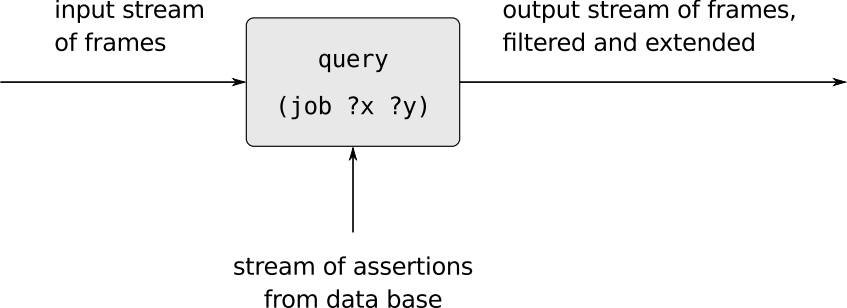 input stream
of frames
query
(job ?x ?y)
output stream of frames,
filtered and extended
stream of assertions
from data base